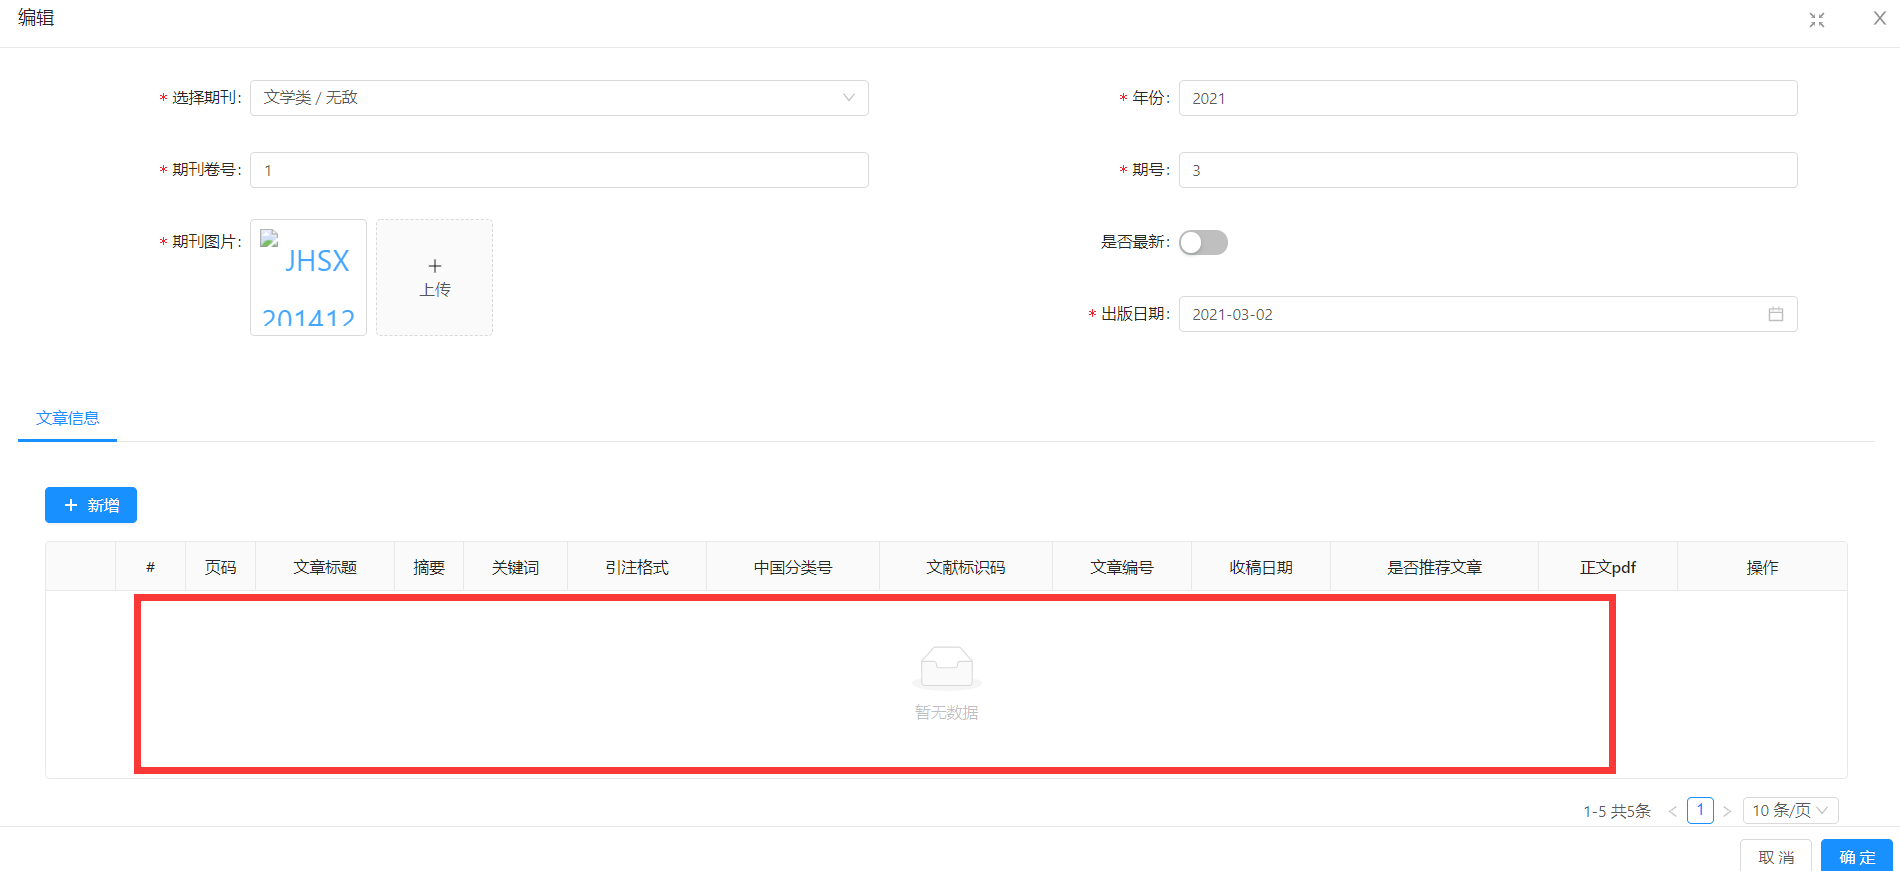 编辑
* 选择期刊: 文学类 / 无敌
* 年份: 2021
* 期刊卷号: 1
* 期号: 3
* 期刊图片: JHSX 201412
上传
是否最新:
* 出版日期: 2021-03-02
文章信息
新增
# 页码 文章标题 摘要 关键词 引注格式 中国分类号 文献标识码 文章编号 收稿日期 是否推荐文章 正文pdf 操作
暂无数据
1-5 共5条 < 1 > 10 条/页
取 消 确 定